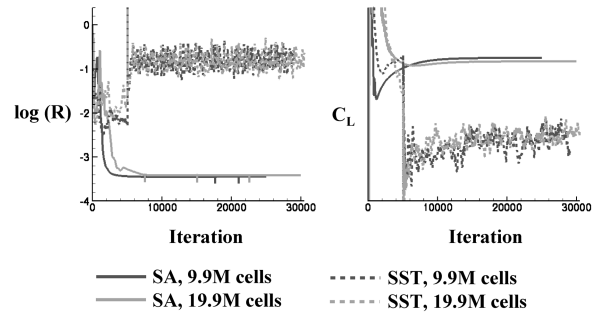 log (R)
0
-1
-2
-3
-4
0 10000 20000 30000
Iteration
C_L
0 10000 20000 30000
Iteration
SA, 9.9M cells
SA, 19.9M cells
SST, 9.9M cells
SST, 19.9M cells